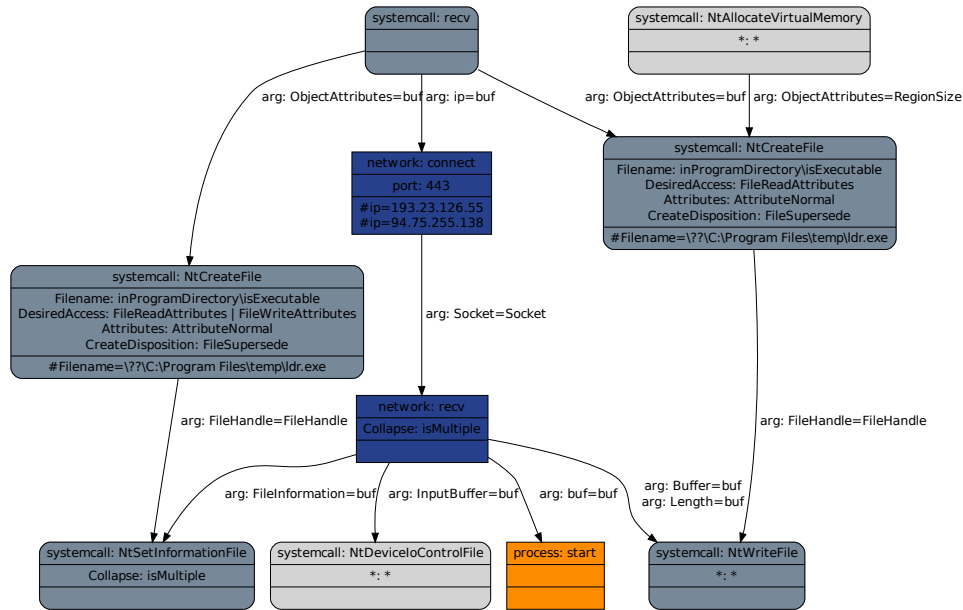 systemcall: recv
systemcall: NtAllocateVirtualMemory
*: *
arg: ObjectAttributes=buf
arg: ip=buf
arg: ObjectAttributes=buf
arg: ObjectAttributes=RegionSize
network: connect
port: 443
#ip=193.23.126.55
#ip=94.75.255.138
systemcall: NtCreateFile
Filename: inProgramDirectory\isExecutable
DesiredAccess: FileReadAttributes
Attributes: AttributeNormal
CreateDisposition: FileSupersede
#Filename=\??\C:\Program Files\temp\ldr.exe
systemcall: NtCreateFile
Filename: inProgramDirectory\isExecutable
DesiredAccess: FileReadAttributes | FileWriteAttributes
Attributes: AttributeNormal
CreateDisposition: FileSupersede
#Filename=\??\C:\Program Files\temp\ldr.exe
arg: Socket=Socket
network: recv
Collapse: isMultiple
arg: FileHandle=FileHandle
arg: FileHandle=FileHandle
arg: FileInformation=buf
arg: InputBuffer=buf
arg: buf=buf
arg: Buffer=buf
arg: Length=buf
systemcall: NtSetInformationFile
Collapse: isMultiple
systemcall: NtDeviceIoControlFile
*: *
process: start
systemcall: NtWriteFile
*: *